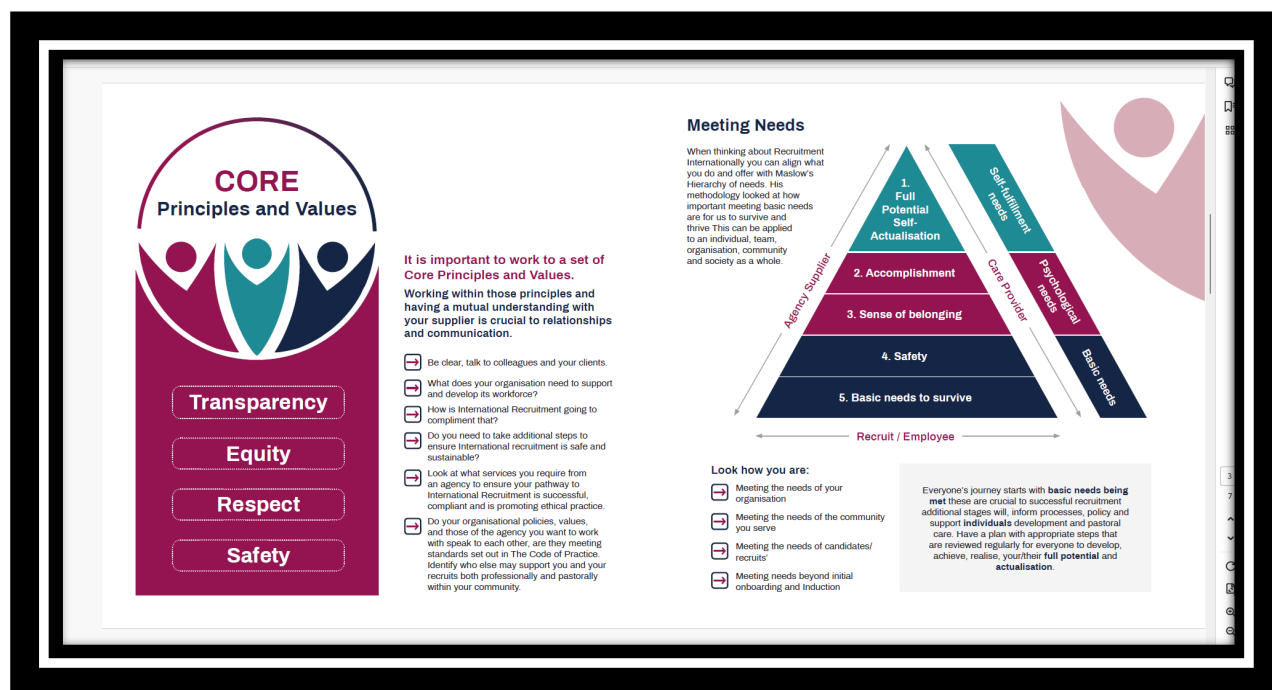 CORE
Principles and Values
Transparency
Equity
Respect
Safety
It is important to work to a set of
Core Principles and Values.
Working within those principles and
having a mutual understanding with
your supplier is crucial to relationships
and communication.
Be clear, talk to colleagues and your clients.
What does your organisation need to support
and develop its workforce?
How is International Recruitment going to
compliment that?
Do you need to take additional steps to
ensure International recruitment is safe and
sustainable?
Look at what services you require from
an agency to ensure your pathway to
International Recruitment is successful,
compliant and is promoting ethical practice.
Do your organisational policies, values,
and those of the agency you want to work
with speak to each other, are they meeting
standards set out in The Code of Practice.
Identify who else may support you and your
recruits both professionally and pastorally
within your community.
Meeting Needs
When thinking about Recruitment
Internationally you can align what
you do and offer with Maslow's
Hierarchy of needs. His
methodology looked at how
important meeting basic needs
are for us to survive and
thrive This can be applied
to an individual, team,
organisation, community
and society as a whole.
Agency Supplier
1.
Full
Potential
Self-
Actualisation
2. Accomplishment
3. Sense of belonging
4. Safety
5. Basic needs to survive
Care Provider
Self-fulfillment
needs
Psychological
needs
Basic needs
Recruit / Employee
Look how you are:
Meeting the needs of your
organisation
Meeting the needs of the community
you serve
Meeting the needs of candidates/
recruits'
Meeting needs beyond initial
onboarding and Induction
Everyone's journey starts with basic needs being
met these are crucial to successful recruitment
additional stages will, inform processes, policy and
support individuals development and pastoral
care. Have a plan with appropriate steps that
are reviewed regularly for everyone to develop,
achieve, realise, your/their full potential and
actualisation.
3
7